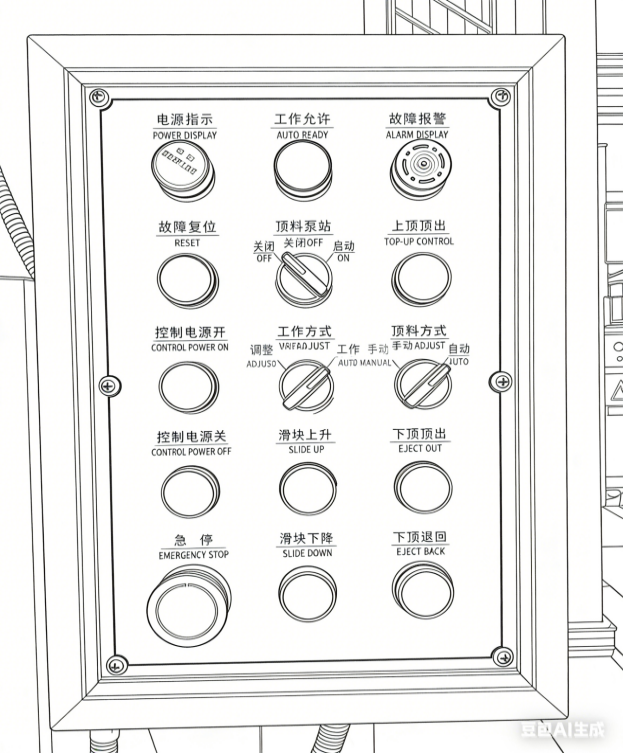 电源指示
POWER DISPLAY
工作允许
AUTO READY
故障报警
ALARM DISPLAY
故障复位
RESET
顶料泵站
关闭 关闭OFF 启动
OFF ON
上顶顶出
TOP-UP CONTROL
控制电源开
CONTROL POWER ON
工作方式
调整 工作
ADJUSO AUTO
顶料方式
手动 手动ADJUST 自动
MANUAL
控制电源关
CONTROL POWER OFF
滑块上升
SLIDE UP
下顶顶出
EJECT OUT
急 停
EMERGENCY STOP
滑块下降
SLIDE DOWN
下顶退回
EJECT BACK
豆包AI生成